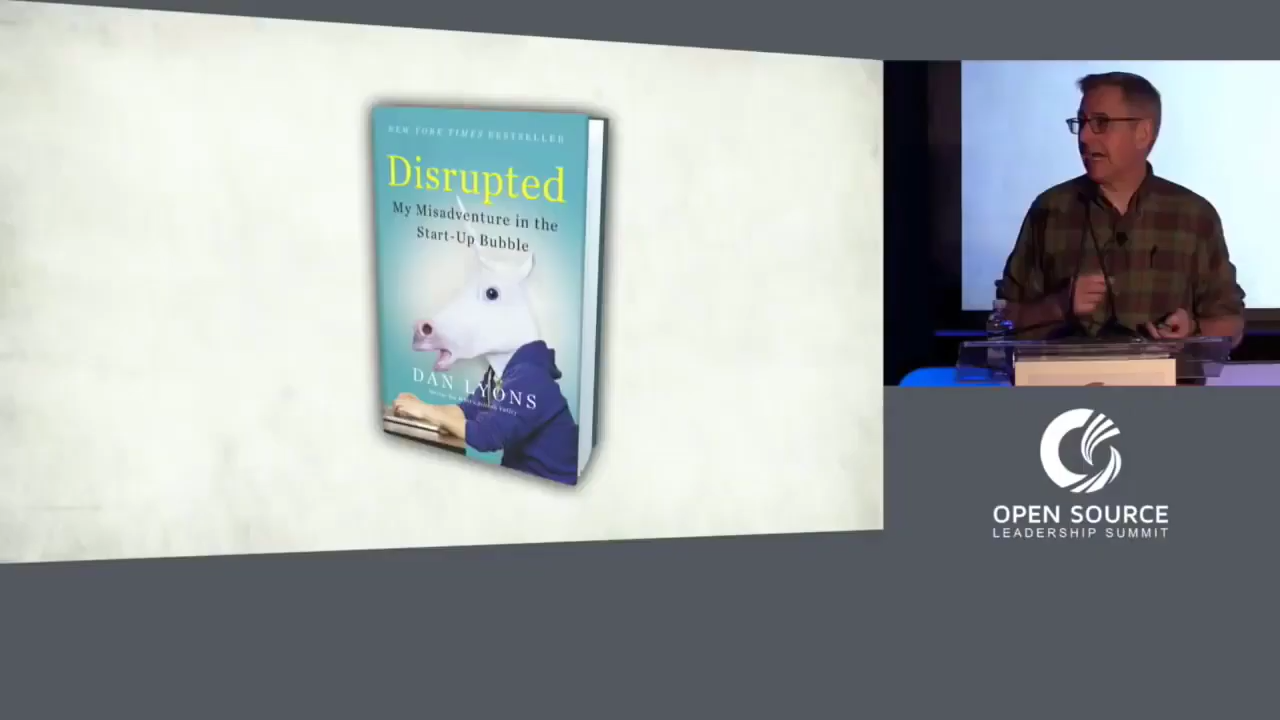 NEW YORK TIMES BESTSELLER
Disrupted
My Misadventure in the
Start-Up Bubble
DAN LYONS
OPEN SOURCE
LEADERSHIP SUMMIT